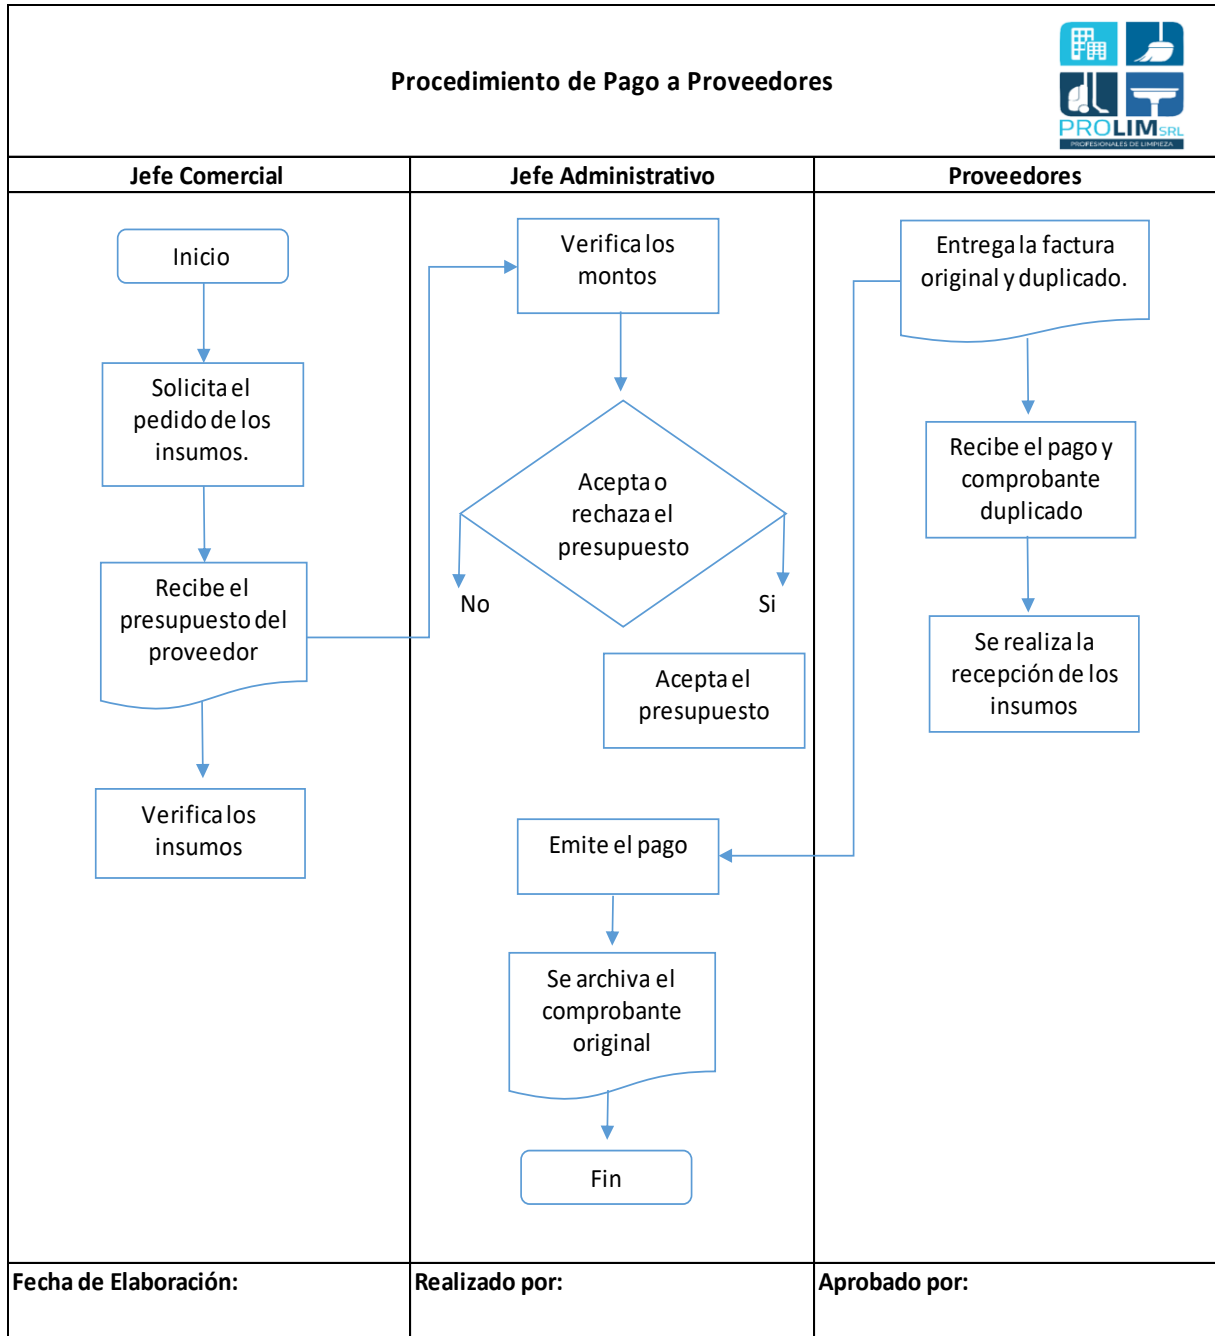 Procedimiento de Pago a Proveedores
PROLIM SRL
PROFESIONALES DE LIMPIEZA
Jefe Comercial
Jefe Administrativo
Proveedores
Inicio
Solicita el
pedido de los
insumos.
Recibe el
presupuesto del
proveedor
Verifica los
insumos
Verifica los
montos
Acepta o
rechaza el
presupuesto
No
Si
Acepta el
presupuesto
Emite el pago
Se archiva el
comprobante
original
Fin
Entrega la factura
original y duplicado.
Recibe el pago y
comprobante
duplicado
Se realiza la
recepción de los
insumos
Fecha de Elaboración:
Realizado por:
Aprobado por: